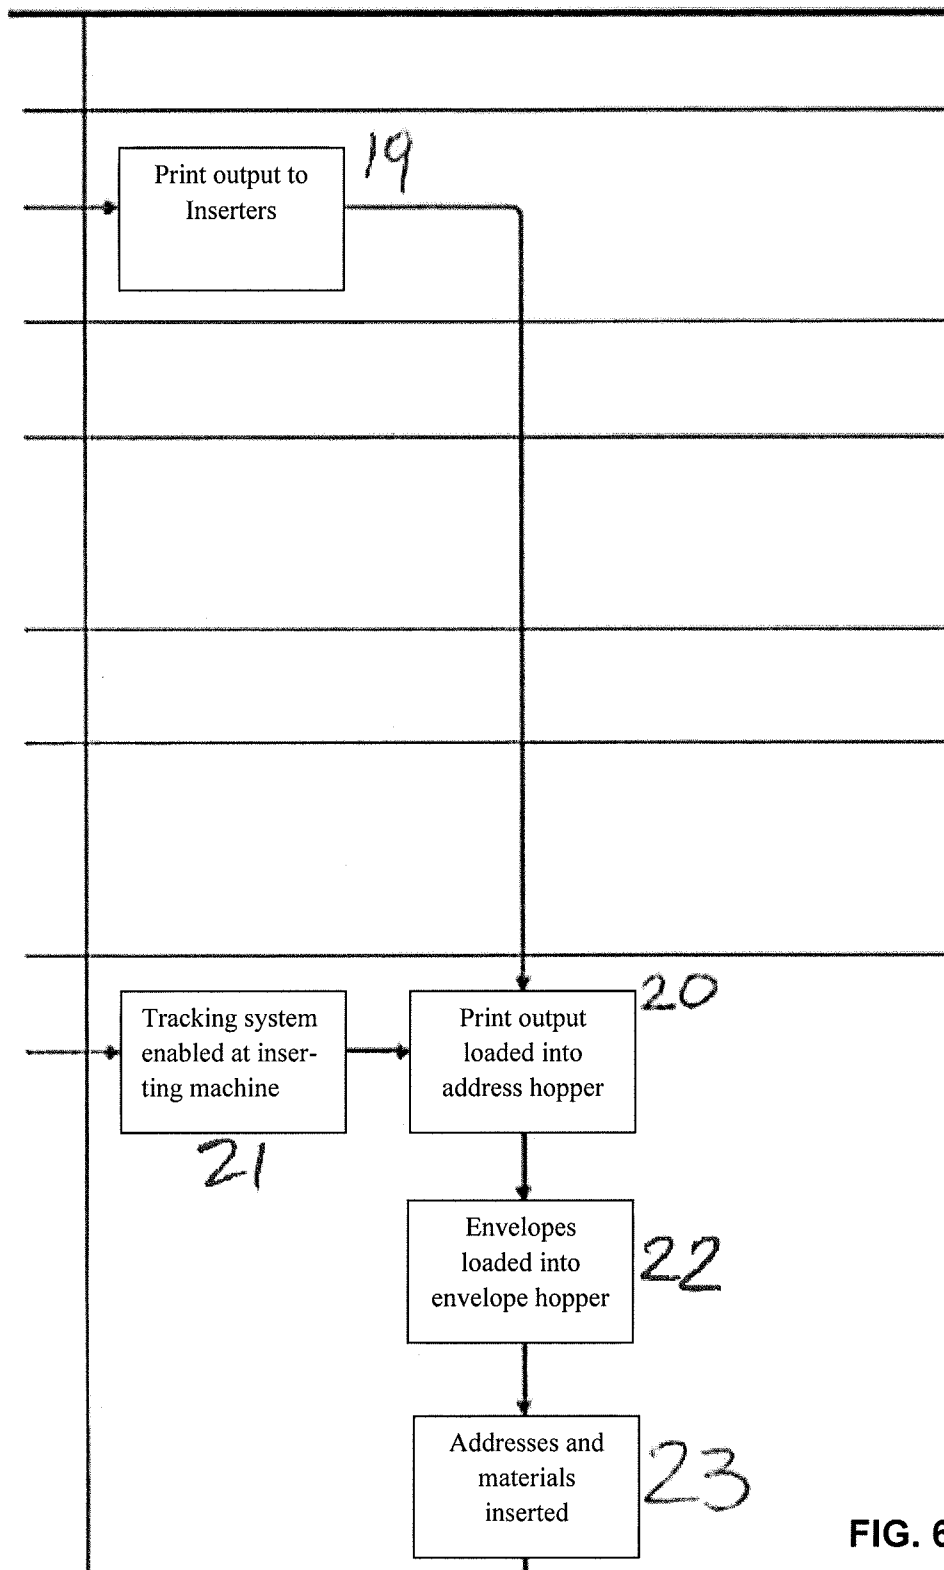 Print output to
Inserters
19
Tracking system
enabled at inser-
ting machine
21
Print output
loaded into
address hopper
20
Envelopes
loaded into
envelope hopper
22
Addresses and
materials
inserted
23
FIG. 6